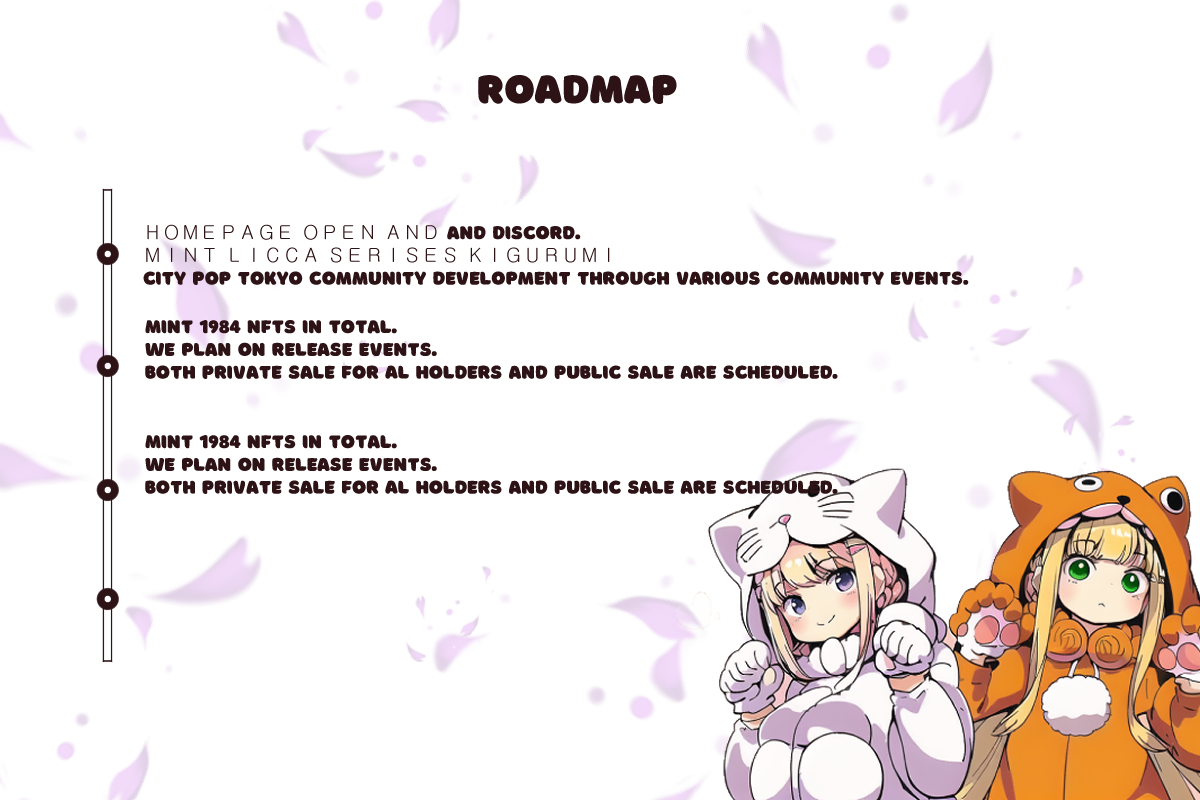 ROADMAP
HOMEPAGE OPEN AND AND DISCORD.
MINT LICCA SERISES KIGURUMI
CITY POP TOKYO COMMUNITY DEVELOPMENT THROUGH VARIOUS COMMUNITY EVENTS.
MINT 1984 NFTS IN TOTAL.
WE PLAN ON RELEASE EVENTS.
BOTH PRIVATE SALE FOR AL HOLDERS AND PUBLIC SALE ARE SCHEDULED.
MINT 1984 NFTS IN TOTAL.
WE PLAN ON RELEASE EVENTS.
BOTH PRIVATE SALE FOR AL HOLDERS AND PUBLIC SALE ARE SCHEDULED.